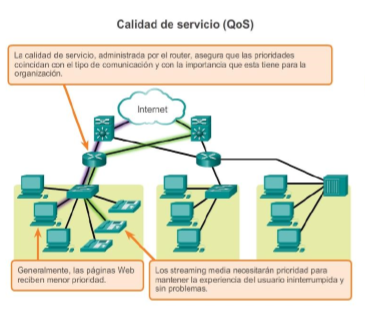 Calidad de servicio (QoS)
La calidad de servicio, administrada por el router, asegura que las prioridades
coincidan con el tipo de comunicación y con la importancia que esta tiene para la
organización.
Internet
Generalmente, las páginas Web
reciben menor prioridad.
Los streaming media necesitarán prioridad para
mantener la experiencia del usuario ininterrumpida y
sin problemas.